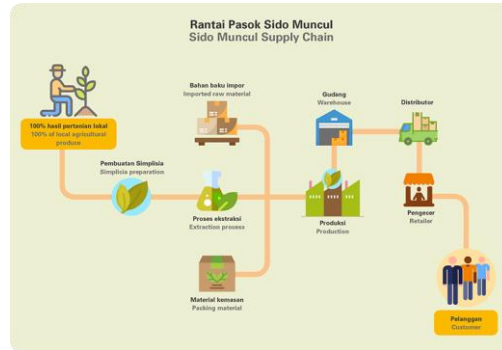 Rantai Pasok Sido Muncul
Sido Muncul Supply Chain
100% hasil pertanian lokal
100% of local agricultural
produce
Pembuatan Simplisia
Simplicia preparation
Bahan baku impor
Imported raw material
Proses ekstraksi
Extraction process
Material kemasan
Packing material
Gudang
Warehouse
Produksi
Production
Distributor
Pengecer
Retailer
Pelanggan
Customer